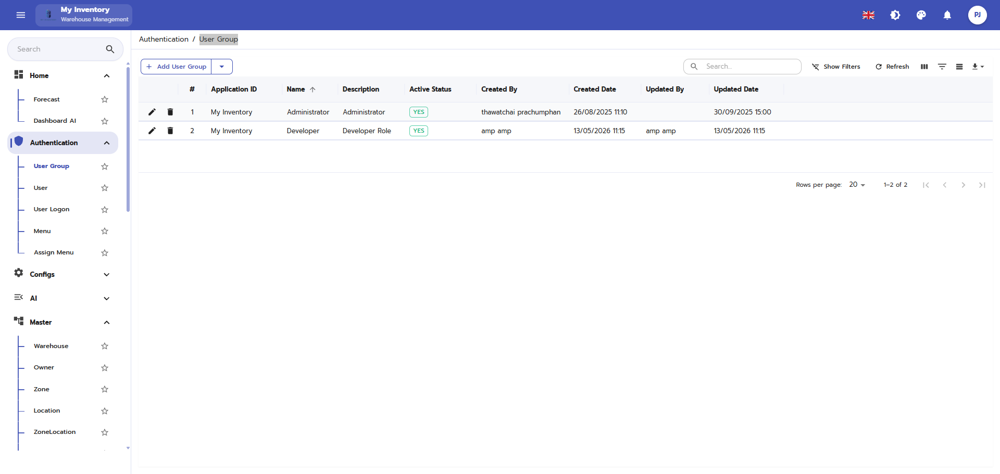 My Inventory
Warehouse Management
PJ
Search
Home
Forecast
Dashboard AI
Authentication
User Group
User
User Logon
Menu
Assign Menu
Configs
AI
Master
Warehouse
Owner
Zone
Location
ZoneLocation
Authentication / User Group
+ Add User Group
Search...
Show Filters
Refresh
# Application ID Name Description Active Status Created By Created Date Updated By Updated Date
1 My Inventory Administrator Administrator YES thawatchai prachumphan 26/08/2025 11:10 30/09/2025 15:00
2 My Inventory Developer Developer Role YES amp amp 13/05/2026 11:15 amp amp 13/05/2026 11:15
Rows per page: 20 1–2 of 2